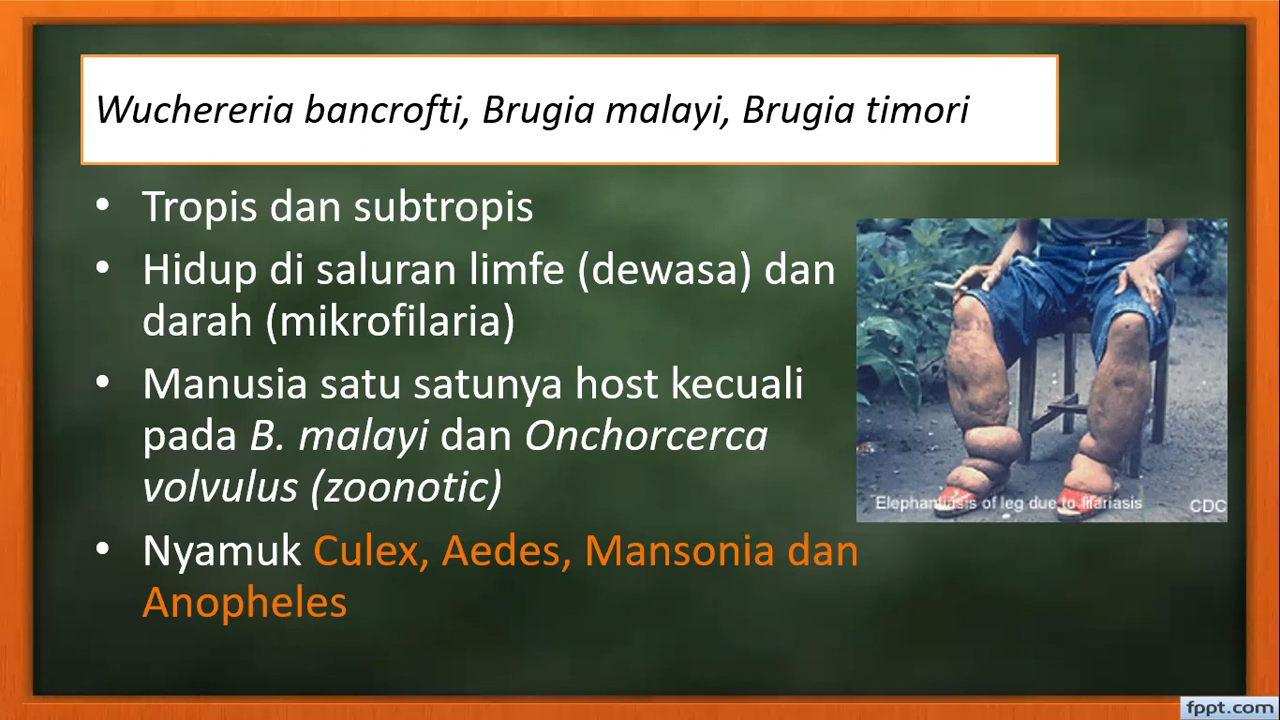 Wuchereria bancrofti, Brugia malayi, Brugia timori
• Tropis dan subtropis
• Hidup di saluran limfe (dewasa) dan
darah (mikrofilaria)
• Manusia satu satunya host kecuali
pada B. malayi dan Onchorcerca
volvulus (zoonotic)
• Nyamuk Culex, Aedes, Mansonia dan
Anopheles
Elephantiasis of leg due to filariasis
CDC
fppt.com